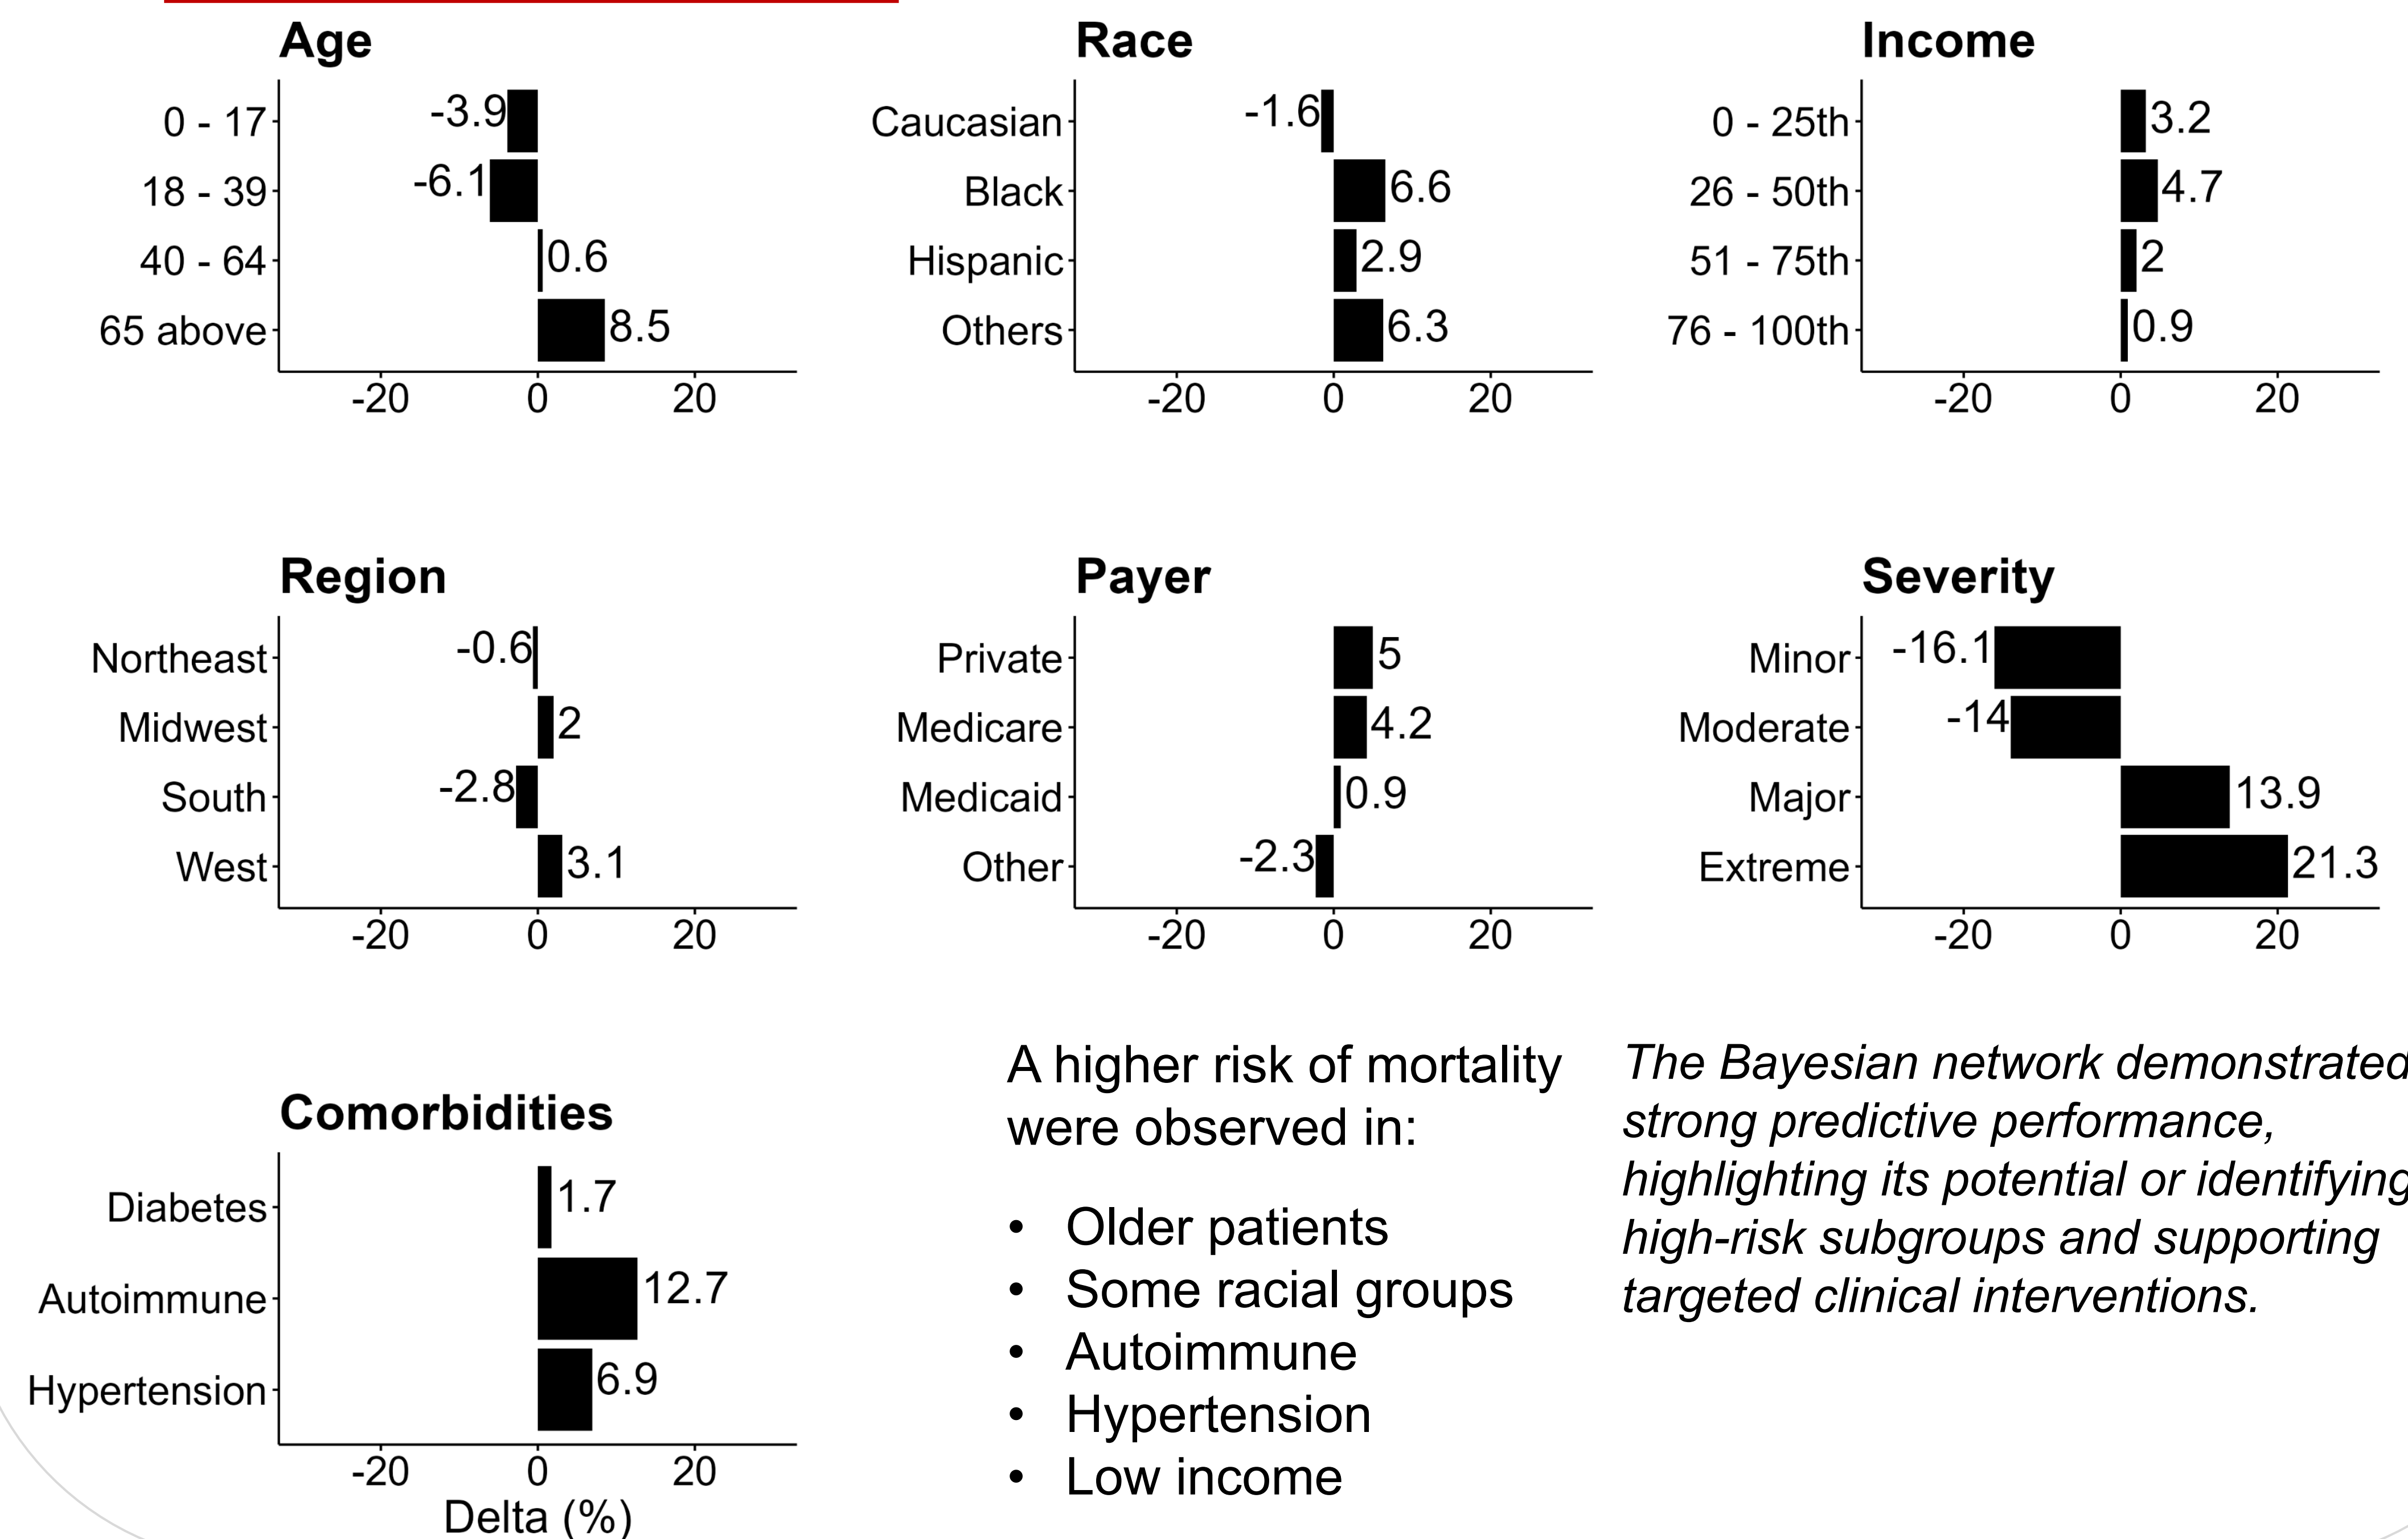 Age
0 - 17
-3.9
18 - 39
-6.1
40 - 64
0.6
65 above
8.5
-20 0 20
Race
Caucasian
-1.6
Black
6.6
Hispanic
2.9
Others
6.3
-20 0 20
Income
0 - 25th
3.2
26 - 50th
4.7
51 - 75th
2
76 - 100th
0.9
-20 0 20
Region
Northeast
-0.6
Midwest
2
South
-2.8
West
3.1
-20 0 20
Payer
Private
5
Medicare
4.2
Medicaid
0.9
Other
-2.3
-20 0 20
Severity
Minor
-16.1
Moderate
-14
Major
13.9
Extreme
21.3
-20 0 20
Comorbidities
Diabetes
1.7
Autoimmune
12.7
Hypertension
6.9
-20 0 20
Delta (%)
A higher risk of mortality
were observed in:
• Older patients
• Some racial groups
• Autoimmune
• Hypertension
• Low income
The Bayesian network demonstrated
strong predictive performance,
highlighting its potential or identifying
high-risk subgroups and supporting
targeted clinical interventions.